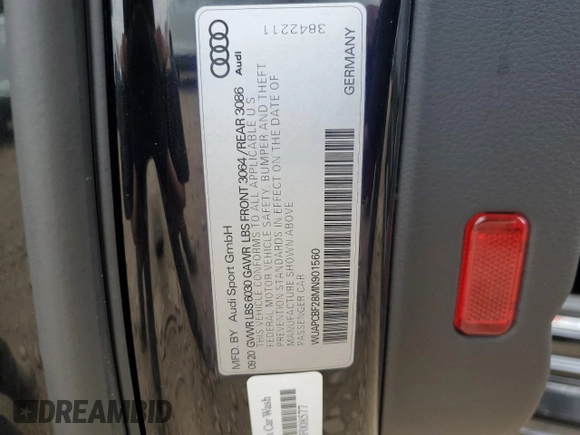 MFD. BY Audi Sport GmbH
09/20 GVWR LBS 6030 GAWR LBS FRONT 3064 / REAR 3086
THIS VEHICLE CONFORMS TO ALL APPLICABLE U.S.
FEDERAL MOTOR VEHICLE SAFETY, BUMPER AND THEFT
PREVENTION STANDARDS IN EFFECT ON THE DATE OF
MANUFACTURE SHOWN ABOVE
PASSENGER CAR
WUAPCBF28MN901560
Audi
3842211
GERMANY
Car Wash
DREAMBID